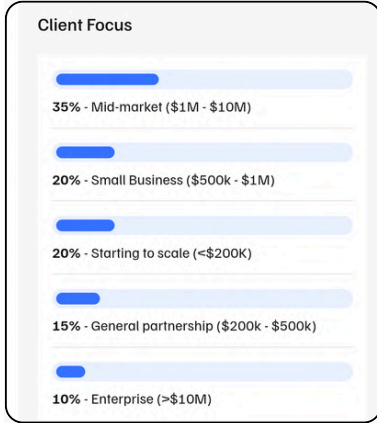 Client Focus
35% - Mid-market ($1M - $10M)
20% - Small Business ($500k - $1M)
20% - Starting to scale (<$200K)
15% - General partnership ($200k - $500k)
10% - Enterprise (>$10M)